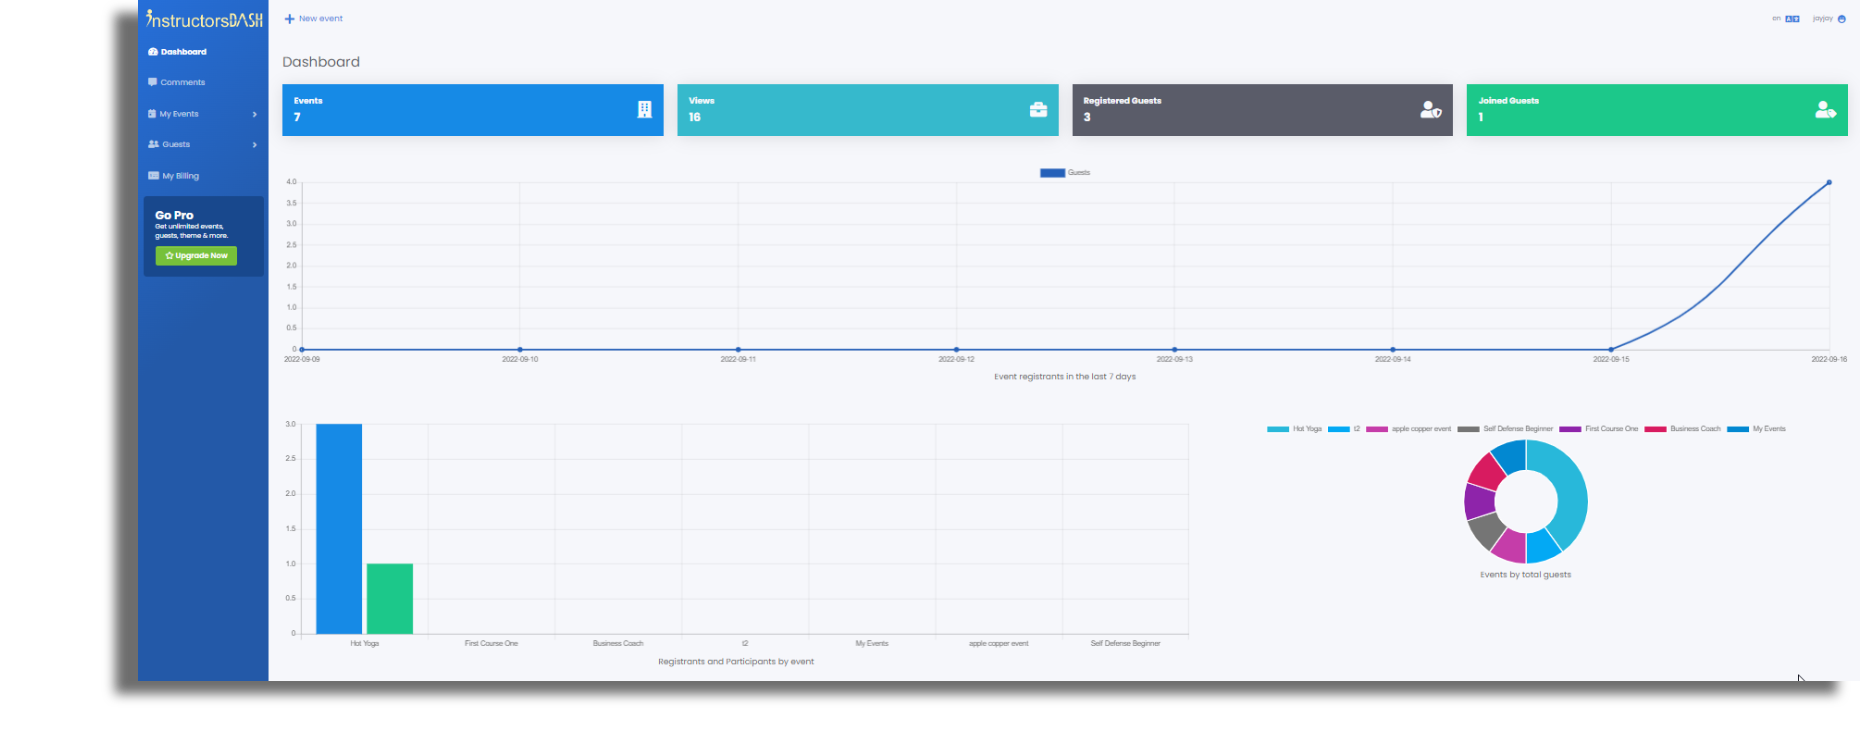 instructorsDASH
+ New event
en
jayjay
Dashboard
Comments
My Events
Guests
My Billing
Go Pro
Get unlimited events,
guests, theme & more.
Upgrade Now
Dashboard
Events
7
Views
16
Registered Guests
3
Joined Guests
1
Guests
4.0
3.5
3.0
2.5
2.0
1.5
1.0
0.5
0
2022-09-09 2022-09-10 2022-09-11 2022-09-12 2022-09-13 2022-09-14 2022-09-15 2022-09-16
Event registrants in the last 7 days
3.0
2.5
2.0
1.5
1.0
0.5
0
Hot Yoga First Course One Business Coach t2 My Events apple copper event Self Defense Beginner
Registrants and Participants by event
Hot Yoga t2 apple copper event Self Defense Beginner First Course One Business Coach My Events
Events by total guests